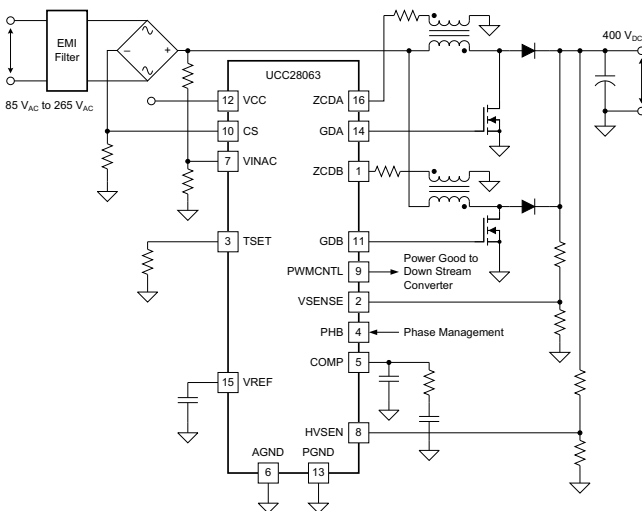 EMI
Filter
85 VAC to 265 VAC
400 VDC
UCC28063
12 VCC
10 CS
7 VINAC
3 TSET
15 VREF
ZCDA 16
GDA 14
ZCDB 1
GDB 11
PWMCNTL 9
VSENSE 2
PHB 4
COMP 5
HVSEN 8
Power Good to
Down Stream
Converter
Phase Management
AGND PGND
6 13